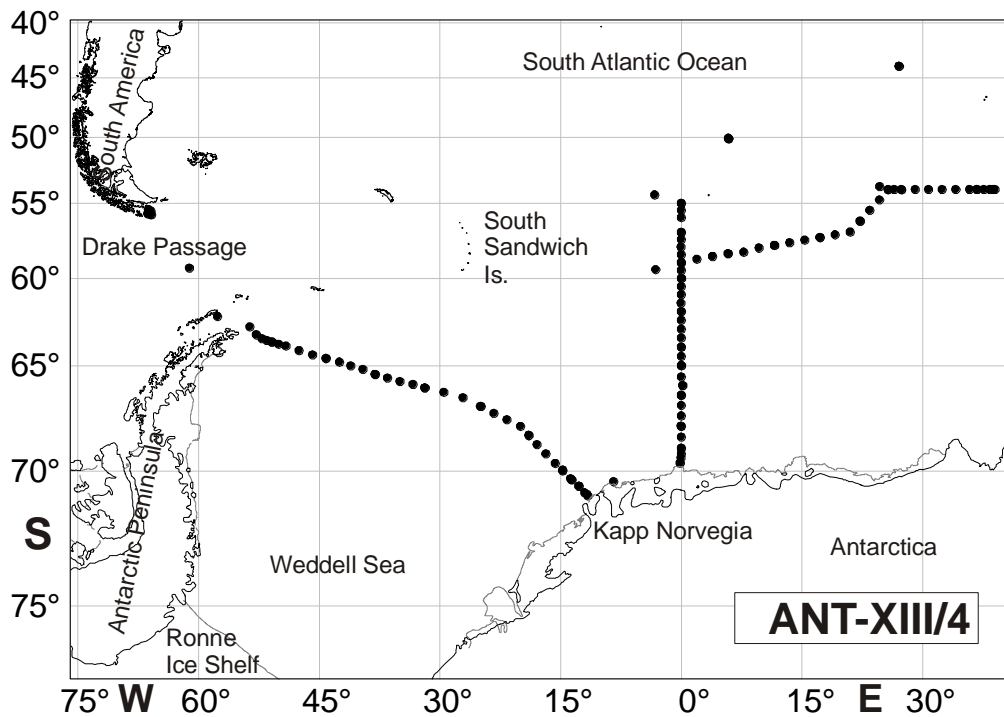 40°
South Atlantic Ocean
45°
South America
50°
55°
South
Sandwich
Is.
Drake Passage
60°
65°
70°
Antarctic Peninsula
S
Kapp Norvegia
Antarctica
Weddell Sea
75°
ANT-XIII/4
Ronne
Ice Shelf
75° W 60° 45° 30° 15° 0° 15° E 30°